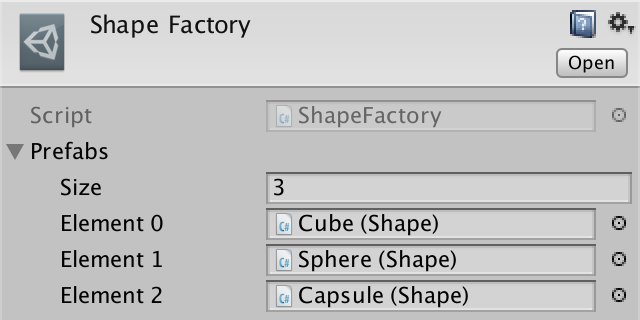 Shape Factory
Open
Script C# ShapeFactory
Prefabs
Size 3
Element 0 C# Cube (Shape)
Element 1 C# Sphere (Shape)
Element 2 C# Capsule (Shape)